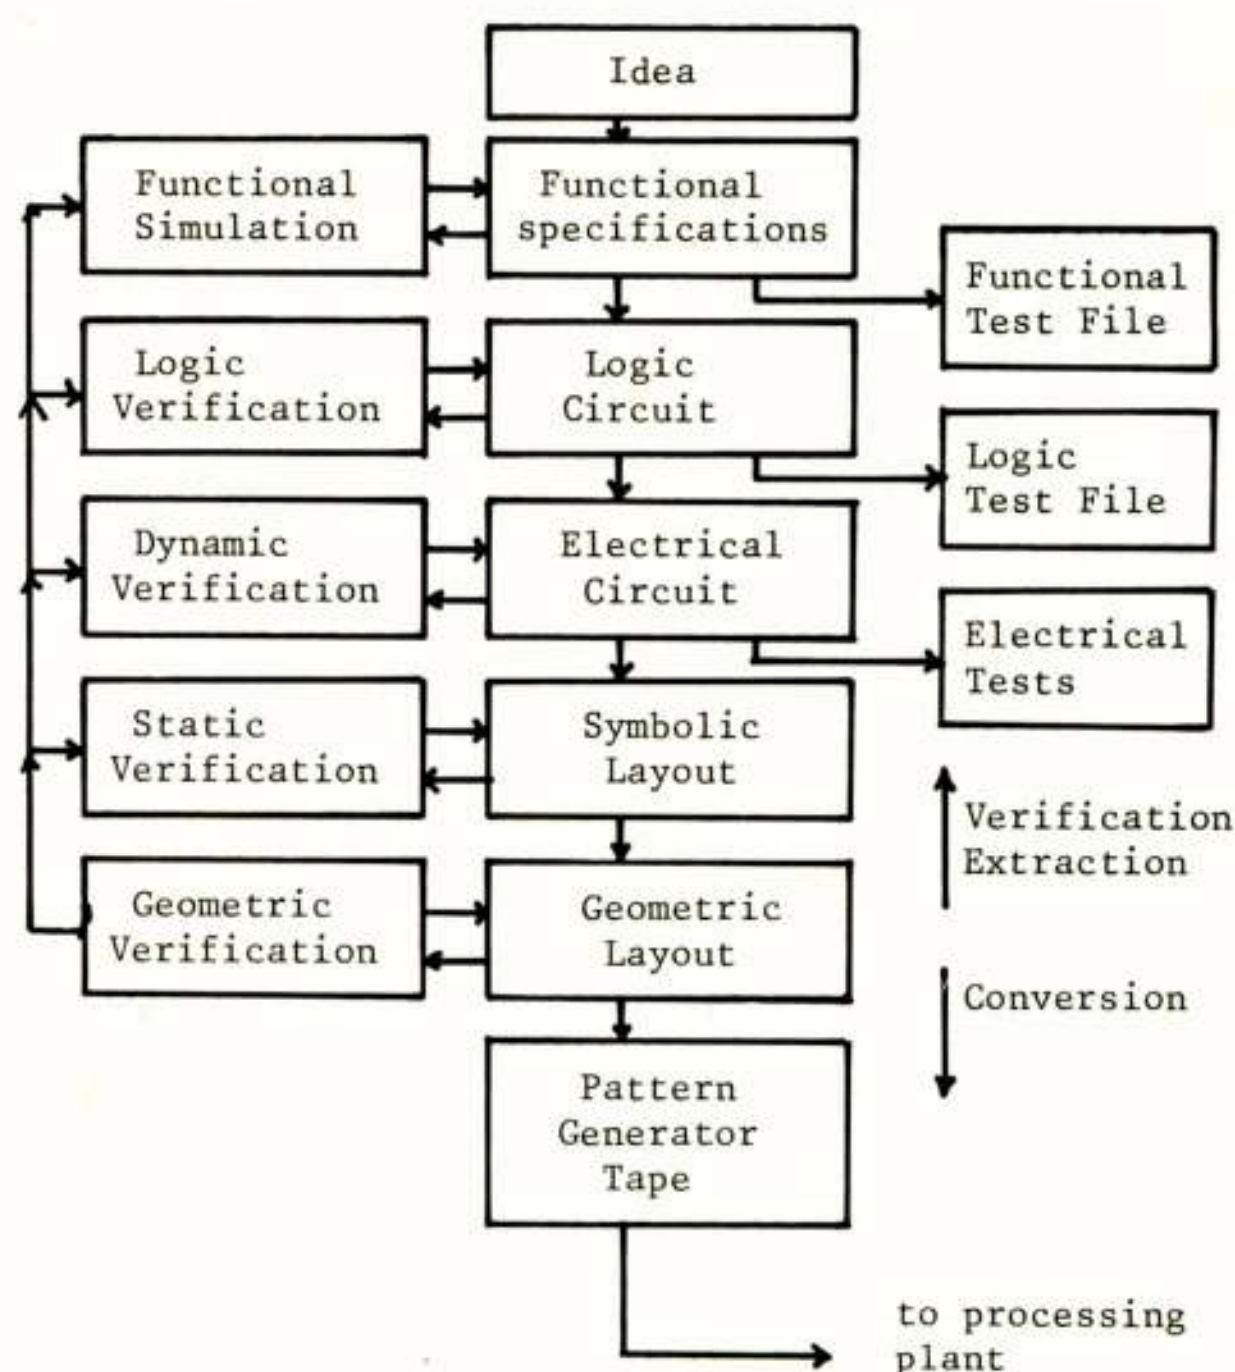 Idea
Functional
Simulation
Functional
specifications
Functional
Test File
Logic
Verification
Logic
Circuit
Logic
Test File
Dynamic
Verification
Electrical
Circuit
Electrical
Tests
Static
Verification
Symbolic
Layout
Verification
Extraction
Geometric
Verification
Geometric
Layout
Conversion
Pattern
Generator
Tape
to processing
plant